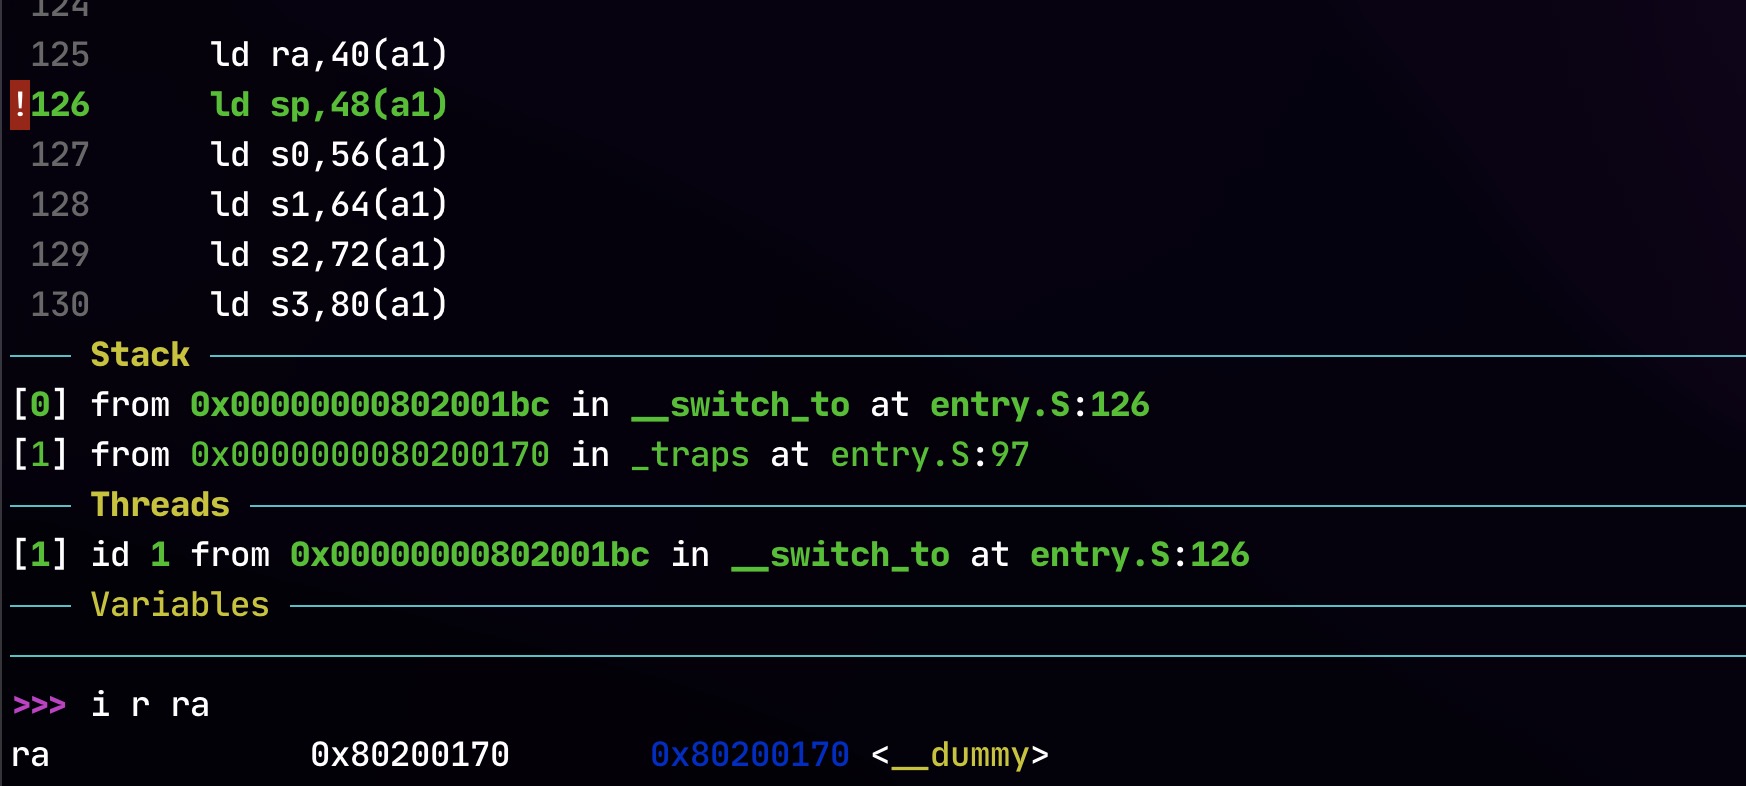 124
125 ld ra,40(a1)
!126 ld sp,48(a1)
127 ld s0,56(a1)
128 ld s1,64(a1)
129 ld s2,72(a1)
130 ld s3,80(a1)
Stack
[0] from 0x00000000802001bc in __switch_to at entry.S:126
[1] from 0x0000000080200170 in _traps at entry.S:97
Threads
[1] id 1 from 0x00000000802001bc in __switch_to at entry.S:126
Variables
>>> i r ra
ra 0x80200170 0x80200170 <__dummy>